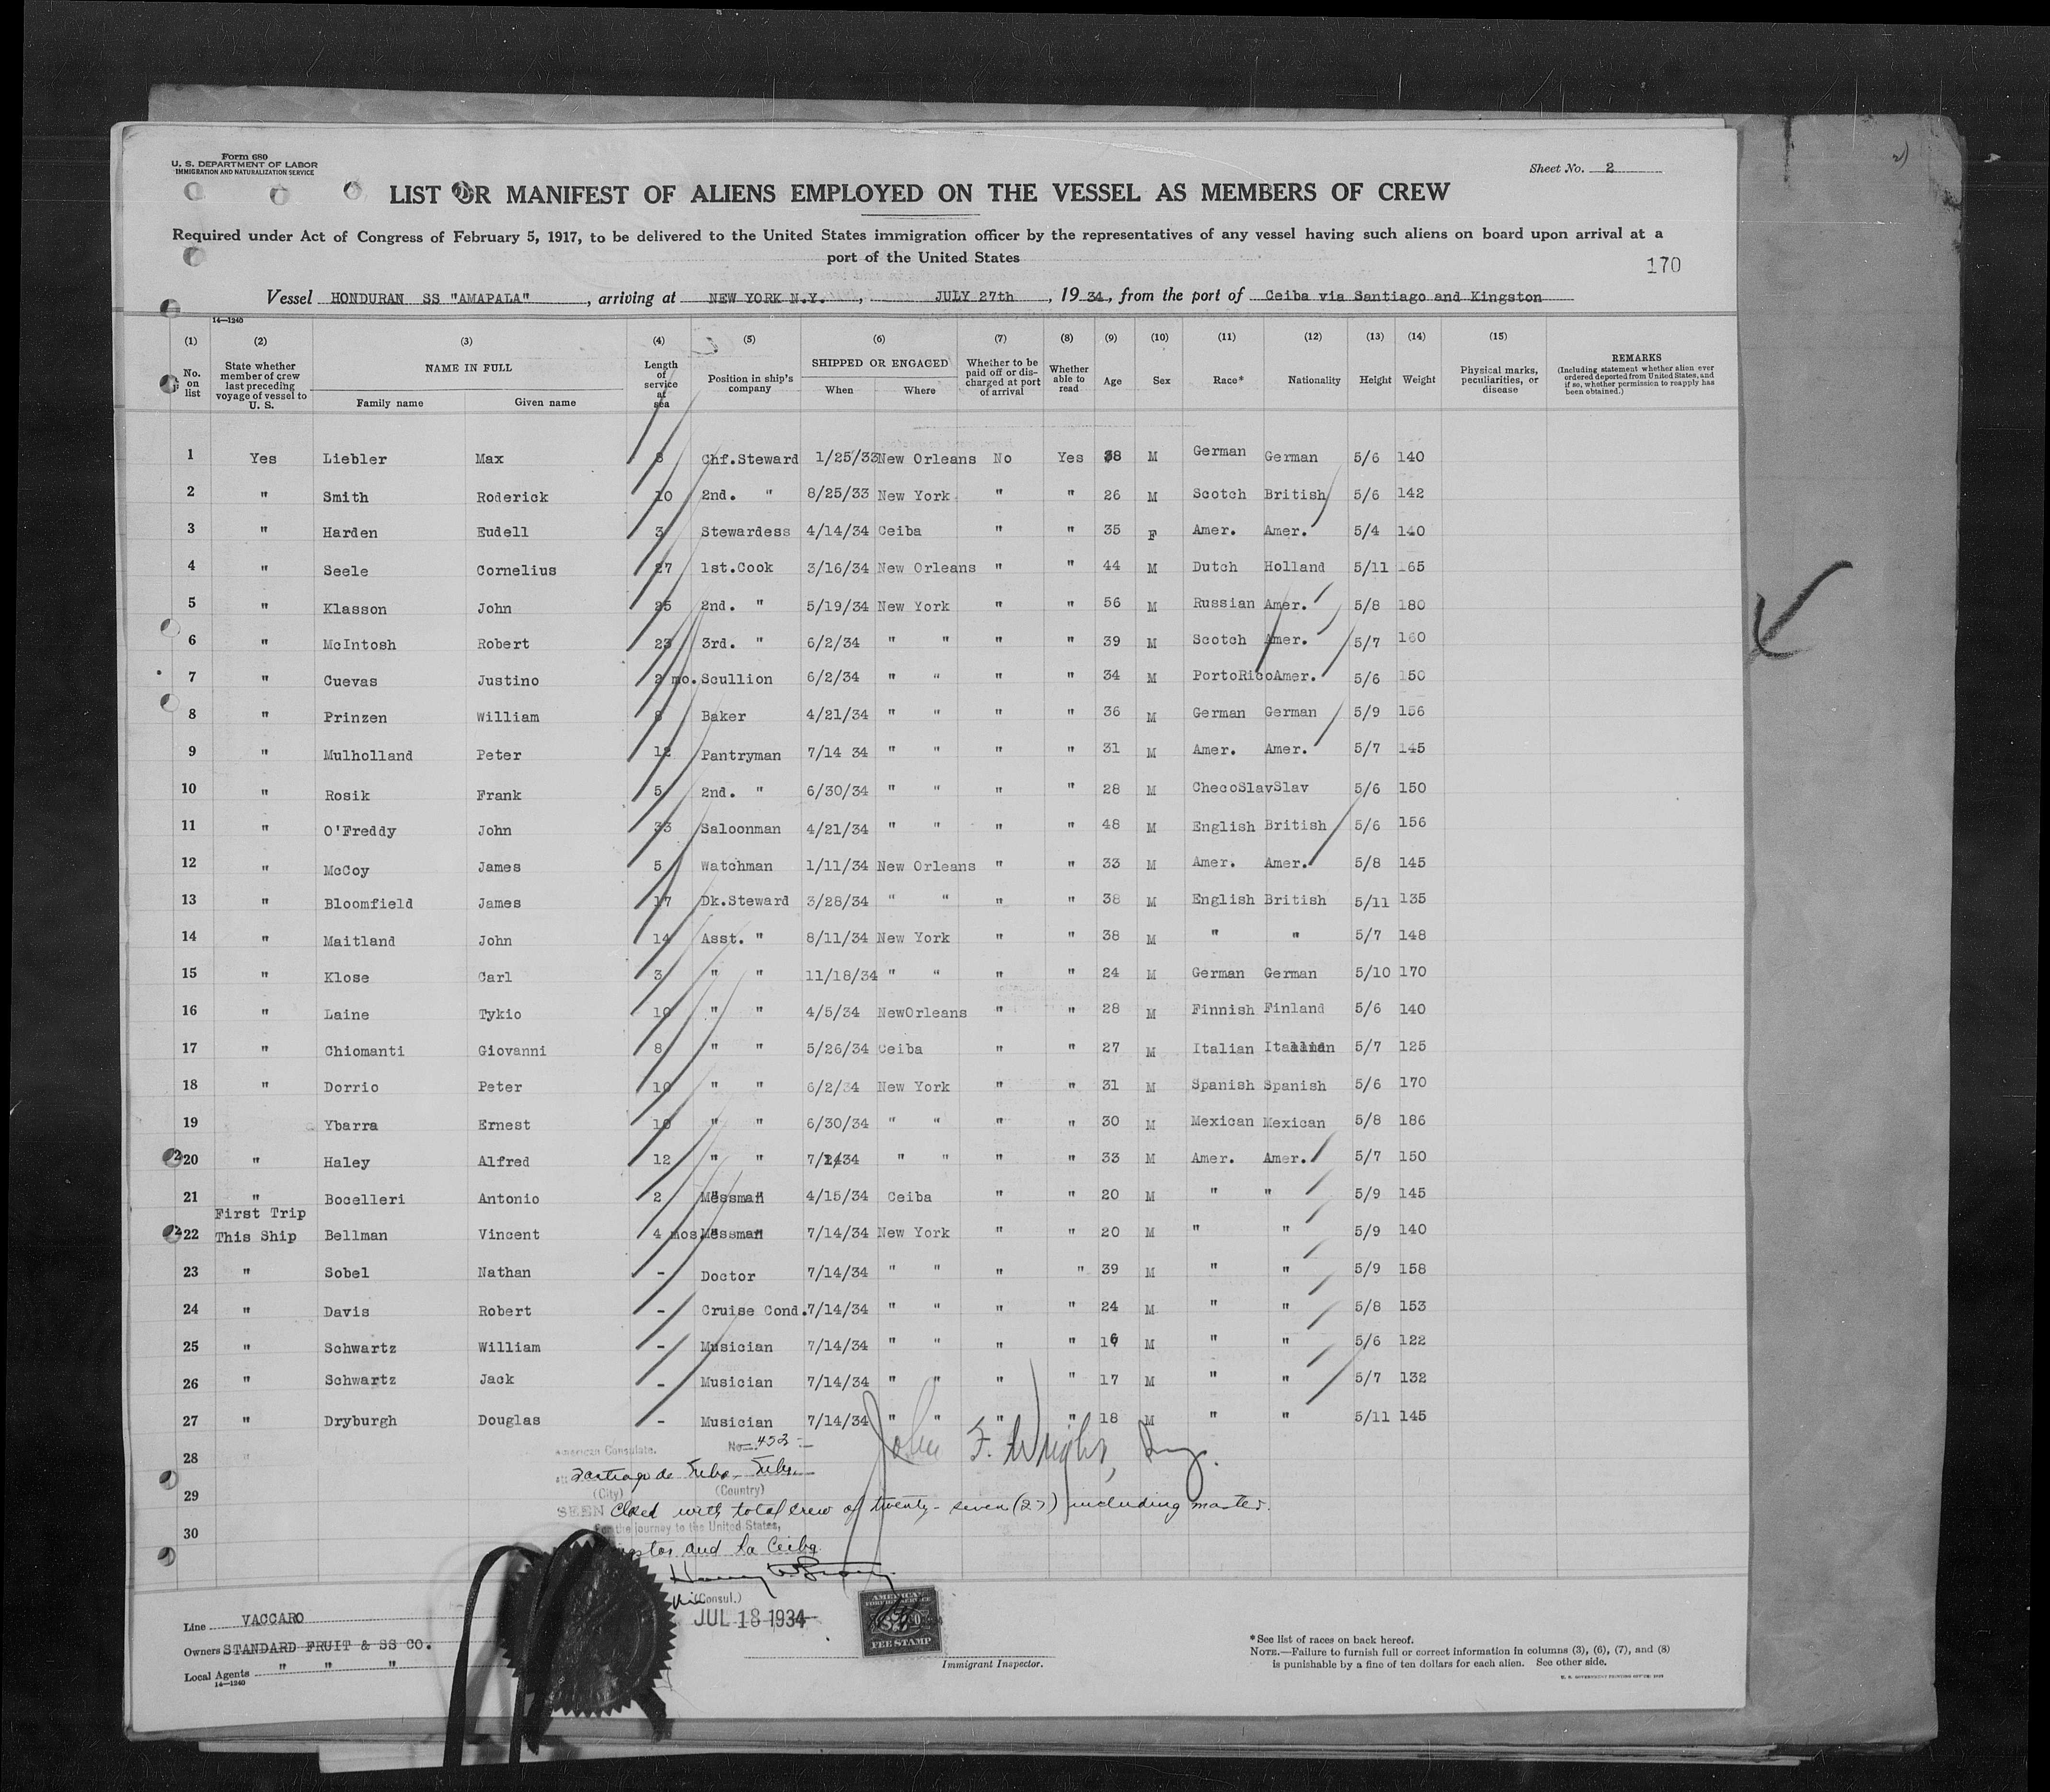 Form 680
U. S. DEPARTMENT OF LABOR
IMMIGRATION AND NATURALIZATION SERVICE
Sheet No. 2
LIST OR MANIFEST OF ALIENS EMPLOYED ON THE VESSEL AS MEMBERS OF CREW
Required under Act of Congress of February 5, 1917, to be delivered to the United States immigration officer by the representatives of any vessel having such aliens on board upon arrival at a
port of the United States
170
Vessel HONDURAN SS "AMAPALA", arriving at NEW YORK N.Y., JULY 27th, 1934, from the port of Ceiba via Santiago and Kingston
14—1240
(1) (2) (3) (4) (5) (6) (7) (8) (9) (10) (11) (12) (13) (14) (15)
No. on list State whether member of crew last preceding voyage of vessel to U. S. NAME IN FULL Family name Given name Length of service at sea Position in ship's company SHIPPED OR ENGAGED When Where Whether to be paid off or discharged at port of arrival Whether able to read Age Sex Race* Nationality Height Weight Physical marks, peculiarities, or disease REMARKS (Including statement whether alien ever ordered deported from United States, and if so, whether permission to reapply has been obtained.)
1 Yes Liebler Max 8 Chf.Steward 1/25/33 New Orleans No Yes 38 M German German 5/6 140
2 " Smith Roderick 10 2nd. " 8/25/33 New York " " 26 M Scotch British 5/6 142
3 " Harden Eudell 3 Stewardess 4/14/34 Ceiba " " 35 F Amer. Amer. 5/4 140
4 " Seele Cornelius 27 1st.Cook 3/16/34 New Orleans " " 44 M Dutch Holland 5/11 165
5 " Klasson John 25 2nd. " 5/19/34 New York " " 56 M Russian Amer. 5/8 180
6 " McIntosh Robert 23 3rd. " 6/2/34 " " " " 39 M Scotch Amer. 5/7 160
7 " Cuevas Justino 2 mo. Scullion 6/2/34 " " " " 34 M PortoRico Amer. 5/6 150
8 " Prinzen William 8 Baker 4/21/34 " " " " 36 M German German 5/9 156
9 " Mulholland Peter 12 Pantryman 7/14 34 " " " " 31 M Amer. Amer. 5/7 145
10 " Rosik Frank 5 2nd. " 6/30/34 " " " " 28 M ChecoSlav Slav 5/6 150
11 " O'Freddy John 33 Saloonman 4/21/34 " " " " 48 M English British 5/6 156
12 " McCoy James 5 Watchman 1/11/34 New Orleans " " 33 M Amer. Amer. 5/8 145
13 " Bloomfield James 17 Dk.Steward 3/28/34 " " " " 38 M English British 5/11 135
14 " Maitland John 14 Asst. " 8/11/34 New York " " 38 M " " 5/7 148
15 " Klose Carl 3 " " 11/18/34 " " " " 24 M German German 5/10 170
16 " Laine Tykio 10 " " 4/5/34 NewOrleans " " 28 M Finnish Finland 5/6 140
17 " Chiomanti Giovanni 8 " " 5/26/34 Ceiba " " 27 M Italian Italian 5/7 125
18 " Dorrio Peter 10 " " 6/2/34 New York " " 31 M Spanish Spanish 5/6 170
19 Ybarra Ernest 10 " " 6/30/34 " " " " 30 M Mexican Mexican 5/8 186
20 " Haley Alfred 12 " " " " " " 33 M Amer. Amer. 5/7 150
21 " Bocelleri Antonio 2 Messman 4/15/34 Ceiba " " 20 M " " 5/9 145
First Trip
22 This Ship Bellman Vincent 4 mos Messman 7/14/34 New York " " 20 M " " 5/9 140
23 " Sobel Nathan - Doctor 7/14/34 " " " " 39 M " " 5/9 158
24 " Davis Robert - Cruise Cond. 7/14/34 " " " " 24 M " " 5/8 153
25 " Schwartz William - Musician 7/14/34 " " " " 16 M " " 5/6 122
26 " Schwartz Jack - Musician 7/14/34 " " " " 17 M " " 5/7 132
27 " Dryburgh Douglas - Musician 7/14/34 " " " " 18 M " " 5/11 145
American Consulate. No. 453
John F. Wright, Insp.
28
Santiago de Cuba, Cuba
(City) (Country)
29
SEEN Closed with total crew of twenty-seven (27) including master.
For the journey to the United States,
30
and La Ceiba
(Consul.)
JUL 18 1934
AMERICAN FOREIGN SERVICE
FEE STAMP
Line VACCARO
Owners STANDARD FRUIT & SS CO.
Local Agents " " "
14—1240
Immigrant Inspector.
*See list of races on back hereof.
NOTE.—Failure to furnish full or correct information in columns (3), (6), (7), and (8)
is punishable by a fine of ten dollars for each alien. See other side.